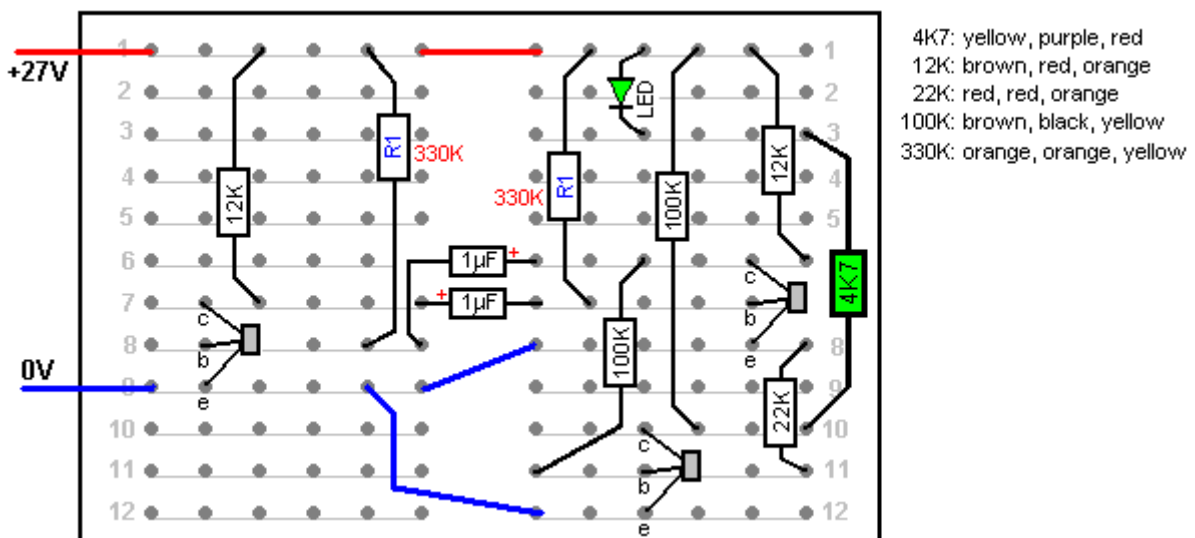 4K7: yellow, purple, red
12K: brown, red, orange
22K: red, red, orange
100K: brown, black, yellow
330K: orange, orange, yellow
1 1
+27V
2 LED 2
3 R1 330K 12K 3
4 12K 330K R1 100K 4
5 5
6 1µF + c 6
7 + 1µF 4K7
c b
8 b 100K e 8
0V
9 e 22K 9
10 10
c
11 b 11
12 e 12